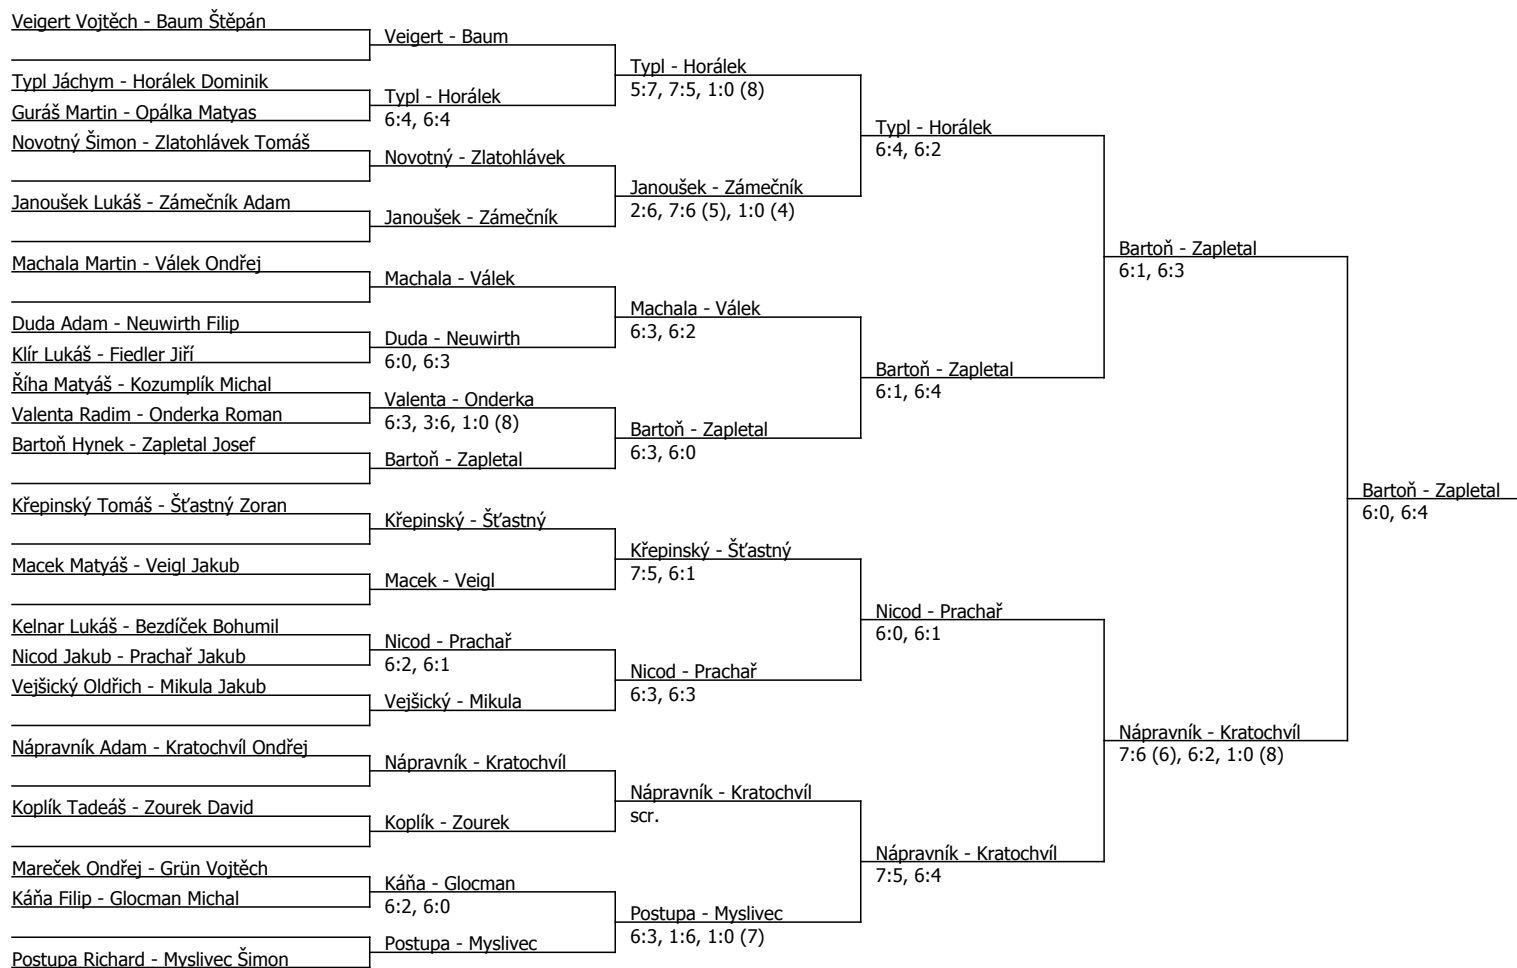 Veigert Vojtěch - Baum Štěpán
Typl Jáchym - Horálek Dominik
Guráš Martin - Opálka Matyas
Novotný Šimon - Zlatohlávek Tomáš
Janoušek Lukáš - Zámečník Adam
Machala Martin - Válek Ondřej
Duda Adam - Neuwirth Filip
Klír Lukáš - Fiedler Jiří
Říha Matyáš - Kozumplík Michal
Valenta Radim - Onderka Roman
Bartoň Hynek - Zapletal Josef
Křepinský Tomáš - Šťastný Zoran
Macek Matyáš - Veigl Jakub
Kelnar Lukáš - Bezdíček Bohumil
Nicod Jakub - Prachař Jakub
Vejšický Oldřich - Mikula Jakub
Nápravník Adam - Kratochvíl Ondřej
Koplík Tadeáš - Zourek David
Mareček Ondřej - Grün Vojtěch
Káňa Filip - Glocman Michal
Postupa Richard - Myslivec Šimon
Veigert - Baum
Typl - Horálek
6:4, 6:4
Novotný - Zlatohlávek
Janoušek - Zámečník
Machala - Válek
Duda - Neuwirth
6:0, 6:3
Valenta - Onderka
6:3, 3:6, 1:0 (8)
Bartoň - Zapletal
Křepinský - Šťastný
Macek - Veigl
Nicod - Prachař
6:2, 6:1
Vejšický - Mikula
Nápravník - Kratochvíl
Koplík - Zourek
Káňa - Glocman
6:2, 6:0
Postupa - Myslivec
Typl - Horálek
5:7, 7:5, 1:0 (8)
Janoušek - Zámečník
2:6, 7:6 (5), 1:0 (4)
Machala - Válek
6:3, 6:2
Bartoň - Zapletal
6:3, 6:0
Křepinský - Šťastný
7:5, 6:1
Nicod - Prachař
6:3, 6:3
Nápravník - Kratochvíl
scr.
Postupa - Myslivec
6:3, 1:6, 1:0 (7)
Typl - Horálek
6:4, 6:2
Bartoň - Zapletal
6:1, 6:4
Nicod - Prachař
6:0, 6:1
Nápravník - Kratochvíl
7:5, 6:4
Bartoň - Zapletal
6:1, 6:3
Nápravník - Kratochvíl
7:6 (6), 6:2, 1:0 (8)
Bartoň - Zapletal
6:0, 6:4